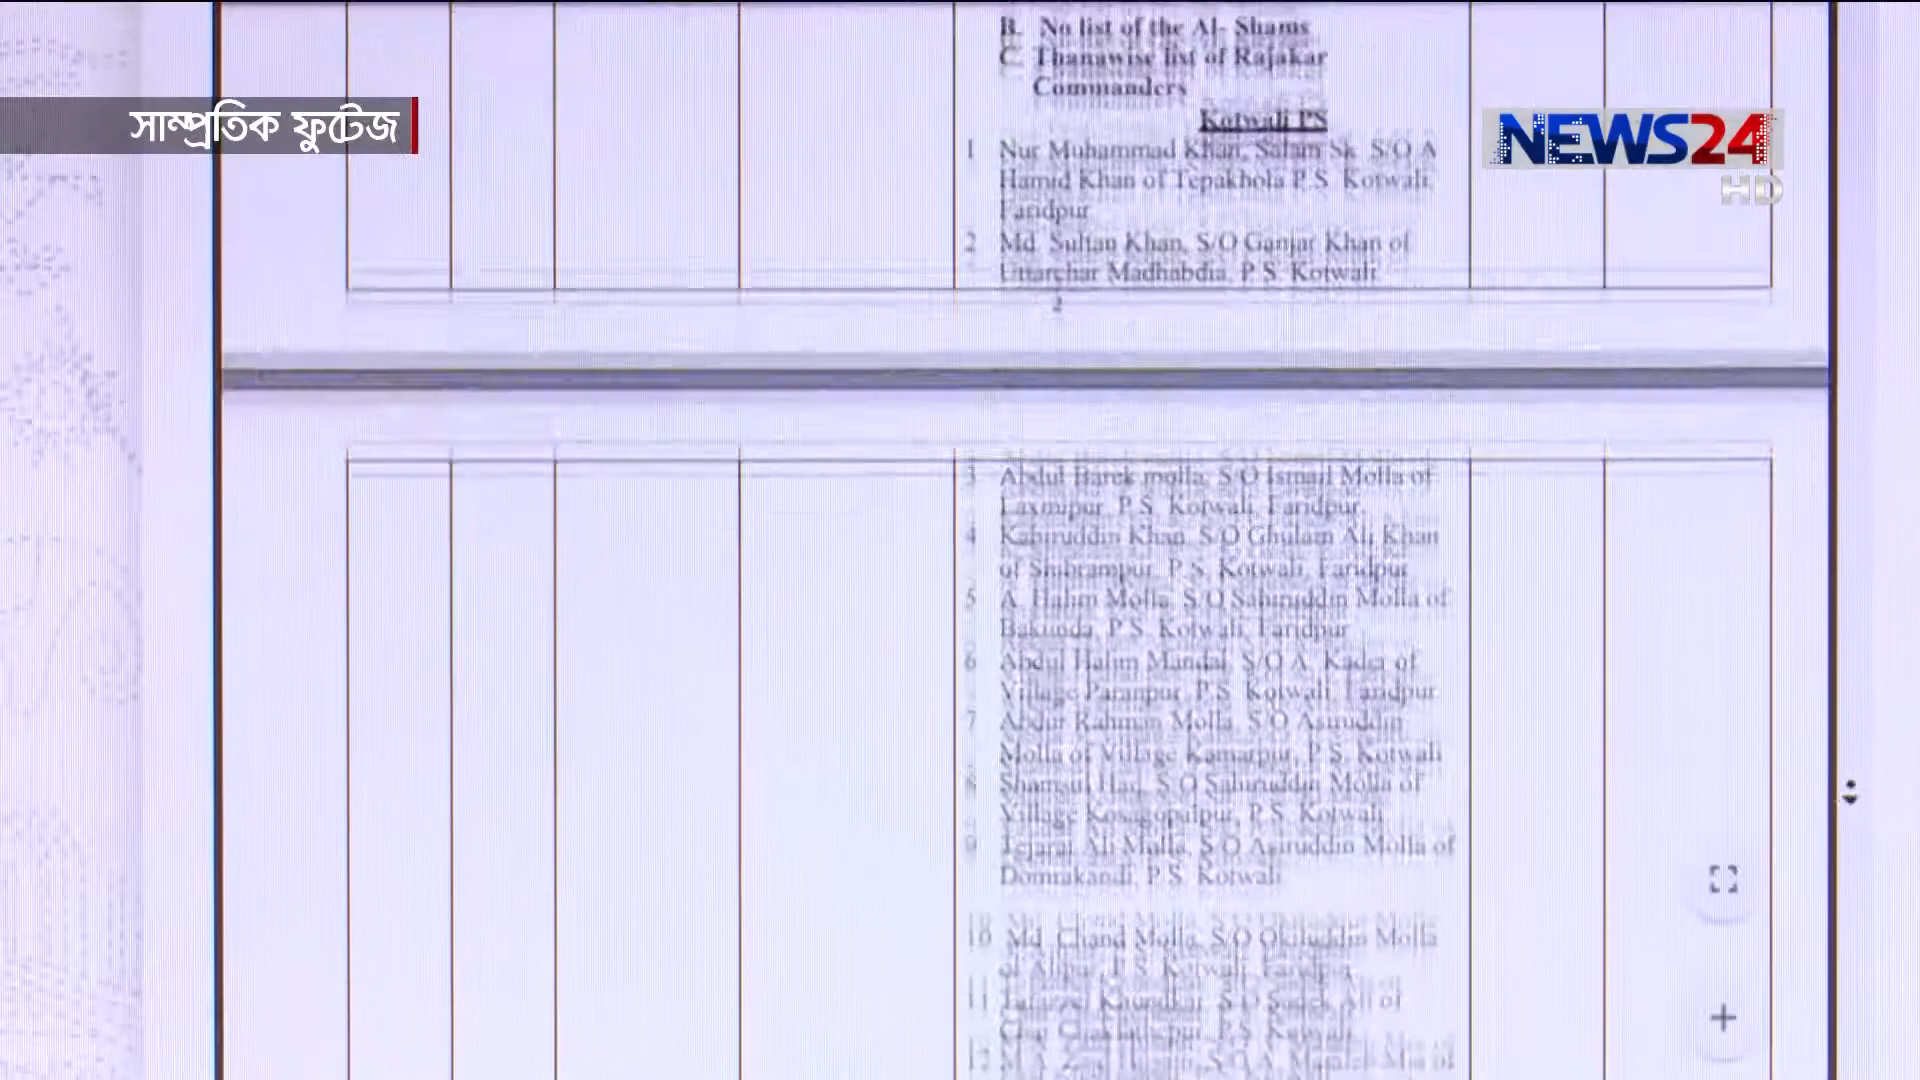 B. No list of the Al- Shams
C. Thanawise list of Rajakar
Commanders
Kotwali PS
সাম্প্রতিক ফুটেজ
NEWS24
HD
1 Nur Muhammad Khan, Salam Sk. S/O A
Hamid Khan of Tepakhola P.S. Kotwali,
Faridpur
2 Md. Sultan Khan, S/O Ganjar Khan of
Uttarchar Madhabdia, P.S. Kotwali
2
3 Abdul Barek molla, S/O Ismail Molla of
Laxmipur, P.S. Kotwali, Faridpur.
4 Kabiruddin Khan, S/O Ghulam Ali Khan
of Shibrampur, P.S. Kotwali, Faridpur
5 A. Halim Molla, S/O Sahiruddin Molla of
Bakunda, P.S. Kotwali, Faridpur
6 Abdul Halim Mandal, S/O A. Kader of
Village Paranpur, P.S. Kotwali, Faridpur
7 Abdur Rahman Molla, S/O Asiruddin
Molla of Village Kamarpur, P.S. Kotwali
8 Shamsul Haq, S/O Sahiruddin Molla of
Village Kosagopalpur, P.S. Kotwali
9 Tejarat Ali Molla, S/O Asiruddin Molla of
Domrakandi, P.S. Kotwali
10 Md. Chand Molla, S/O Okiluddin Molla
of Alipur, P.S. Kotwali, Faridpur
11 S/O Ali of
P.S. Kotwali
12 S/O A. of